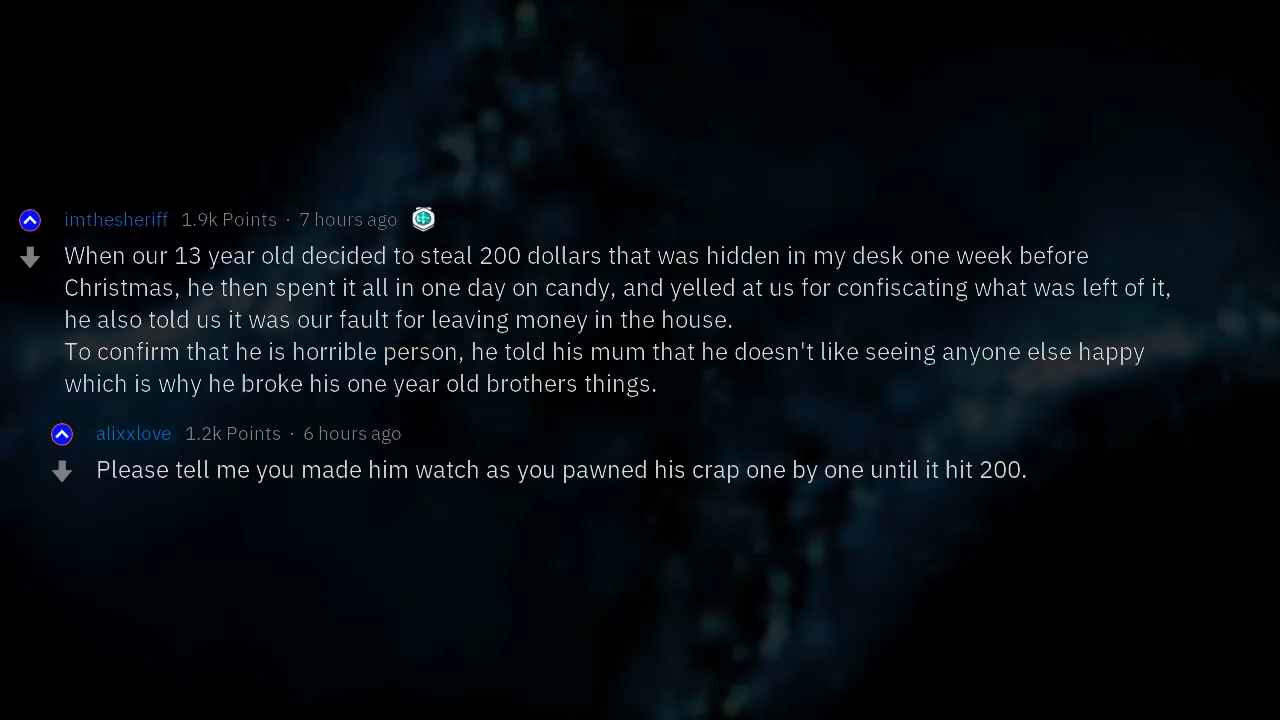 imthesheriff 1.9k Points · 7 hours ago
When our 13 year old decided to steal 200 dollars that was hidden in my desk one week before
Christmas, he then spent it all in one day on candy, and yelled at us for confiscating what was left of it,
he also told us it was our fault for leaving money in the house.
To confirm that he is horrible person, he told his mum that he doesn't like seeing anyone else happy
which is why he broke his one year old brothers things.
alixxlove 1.2k Points · 6 hours ago
Please tell me you made him watch as you pawned his crap one by one until it hit 200.